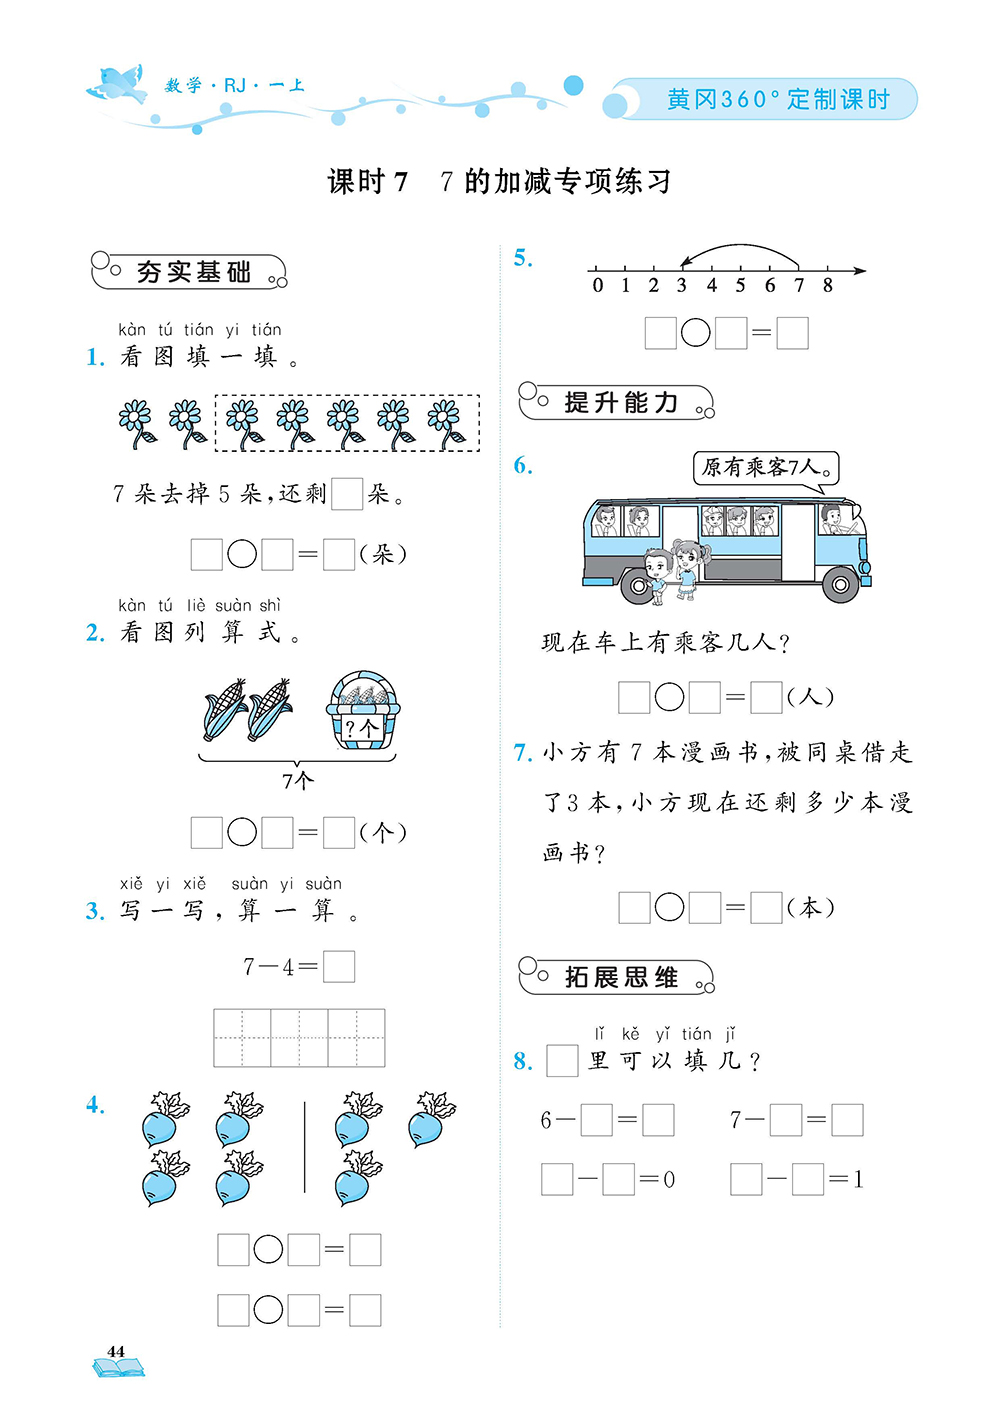 数学·RJ·一上
黄冈360°定制课时
课时7 7的加减专项练习
夯实基础
kàn tú tián yi tián
1. 看图填一填。
7朵去掉5朵,还剩□朵。
□○□=□(朵)
kàn tú liè suàn shì
2. 看图列算式。
?个
7个
□○□=□(个)
xiě yi xiě suàn yi suàn
3. 写一写,算一算。
7－4=□
4.
□○□=□
□○□=□
44
5.
0 1 2 3 4 5 6 7 8
□○□=□
提升能力
6.
原有乘客7人。
现在车上有乘客几人?
□○□=□(人)
7. 小方有7本漫画书,被同桌借走
了3本,小方现在还剩多少本漫
画书?
□○□=□(本)
拓展思维
lǐ kě yǐ tián jǐ
8. □里可以填几?
6－□=□ 7－□=□
□－□=0 □－□=1